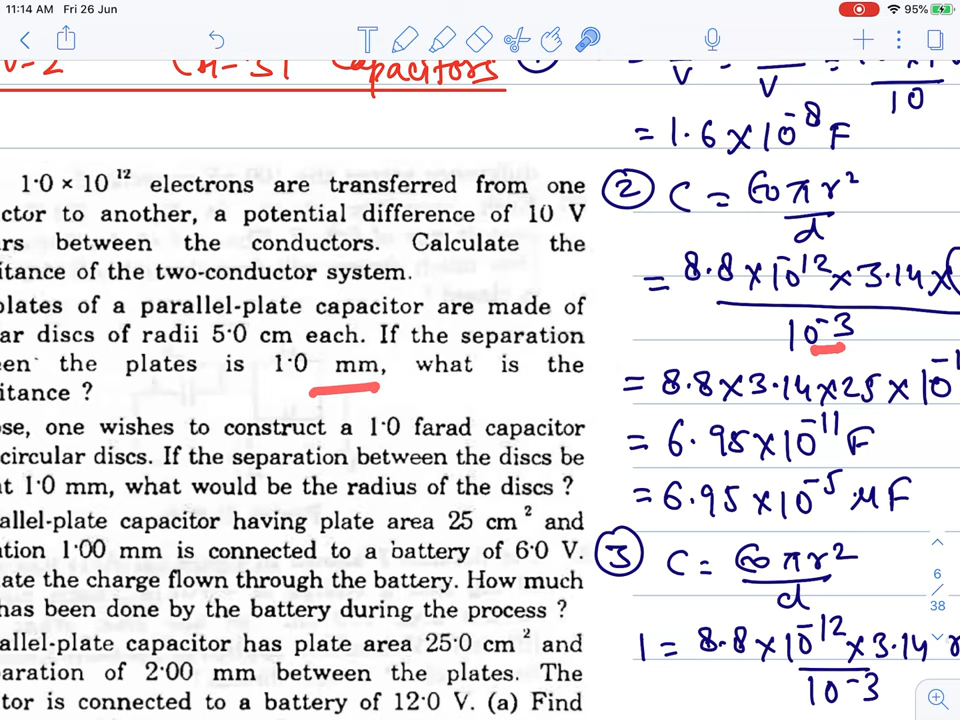 11:14 AM Fri 26 Jun
95%
Capacitors
1·0 × 10¹² electrons are transferred from one
ctor to another, a potential difference of 10 V
rs between the conductors. Calculate the
itance of the two-conductor system.
plates of a parallel-plate capacitor are made of
ar discs of radii 5·0 cm each. If the separation
een the plates is 1·0 mm, what is the
itance ?
ose, one wishes to construct a 1·0 farad capacitor
circular discs. If the separation between the discs be
t 1·0 mm, what would be the radius of the discs ?
allel-plate capacitor having plate area 25 cm² and
ation 1·00 mm is connected to a battery of 6·0 V.
ate the charge flown through the battery. How much
has been done by the battery during the process ?
allel-plate capacitor has plate area 25·0 cm² and
aration of 2·00 mm between the plates. The
tor is connected to a battery of 12·0 V. (a) Find
V V 10
= 1.6 × 10⁻⁸ F
② C = ε₀πr²
d
= 8.8 × 10⁻¹² × 3.14 × (
10⁻³
= 8.8 × 3.14 × 25 × 10
= 6.95 × 10⁻¹¹ F
= 6.95 × 10⁻⁵ μF
③ C = ε₀πr²
d
1 = 8.8 × 10⁻¹² × 3.14 r
10⁻³
6
/
38